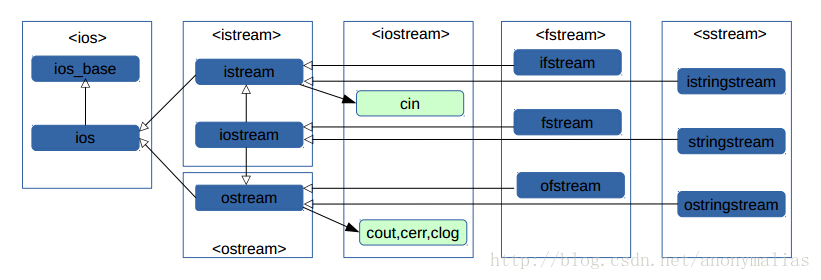 <ios>
ios_base
ios
<istream>
istream
iostream
ostream
<ostream>
<iostream>
cin
cout,cerr,clog
<fstream>
ifstream
fstream
ofstream
<sstream>
istringstream
stringstream
ostringstream
http://blog.csdn.net/anonymalias